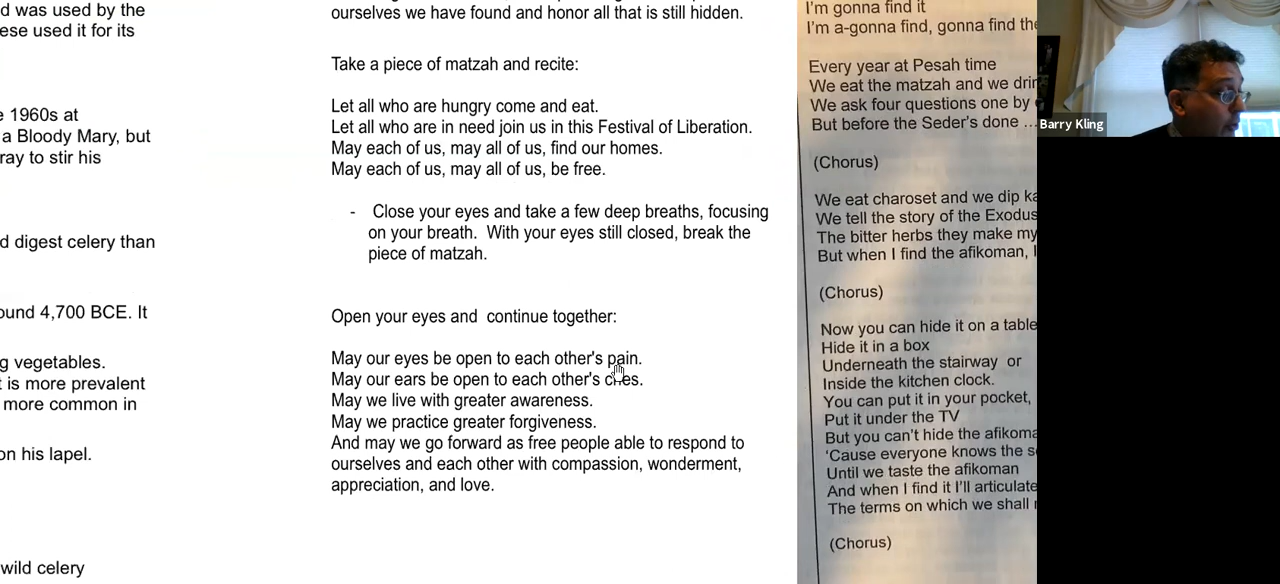 d was used by the
ese used it for its
e 1960s at
a Bloody Mary, but
ray to stir his
d digest celery than
ound 4,700 BCE. It
g vegetables.
t is more prevalent
more common in
on his lapel.
wild celery
ourselves we have found and honor all that is still hidden.
Take a piece of matzah and recite:
Let all who are hungry come and eat.
Let all who are in need join us in this Festival of Liberation.
May each of us, may all of us, find our homes.
May each of us, may all of us, be free.
- Close your eyes and take a few deep breaths, focusing
on your breath. With your eyes still closed, break the
piece of matzah.
Open your eyes and continue together:
May our eyes be open to each other's pain.
May our ears be open to each other's cries.
May we live with greater awareness.
May we practice greater forgiveness.
And may we go forward as free people able to respond to
ourselves and each other with compassion, wonderment,
appreciation, and love.
I'm gonna find it
I'm a-gonna find, gonna find the
Every year at Pesah time
We eat the matzah and we drin
We ask four questions one by
But before the Seder's done ...
(Chorus)
We eat charoset and we dip ka
We tell the story of the Exodus
The bitter herbs they make my
But when I find the afikoman, I
(Chorus)
Now you can hide it on a table
Hide it in a box
Underneath the stairway or
Inside the kitchen clock.
You can put it in your pocket,
Put it under the TV
But you can't hide the afikoma
'Cause everyone knows the s
Until we taste the afikoman
And when I find it I'll articulate
The terms on which we shall
(Chorus)
Barry Kling